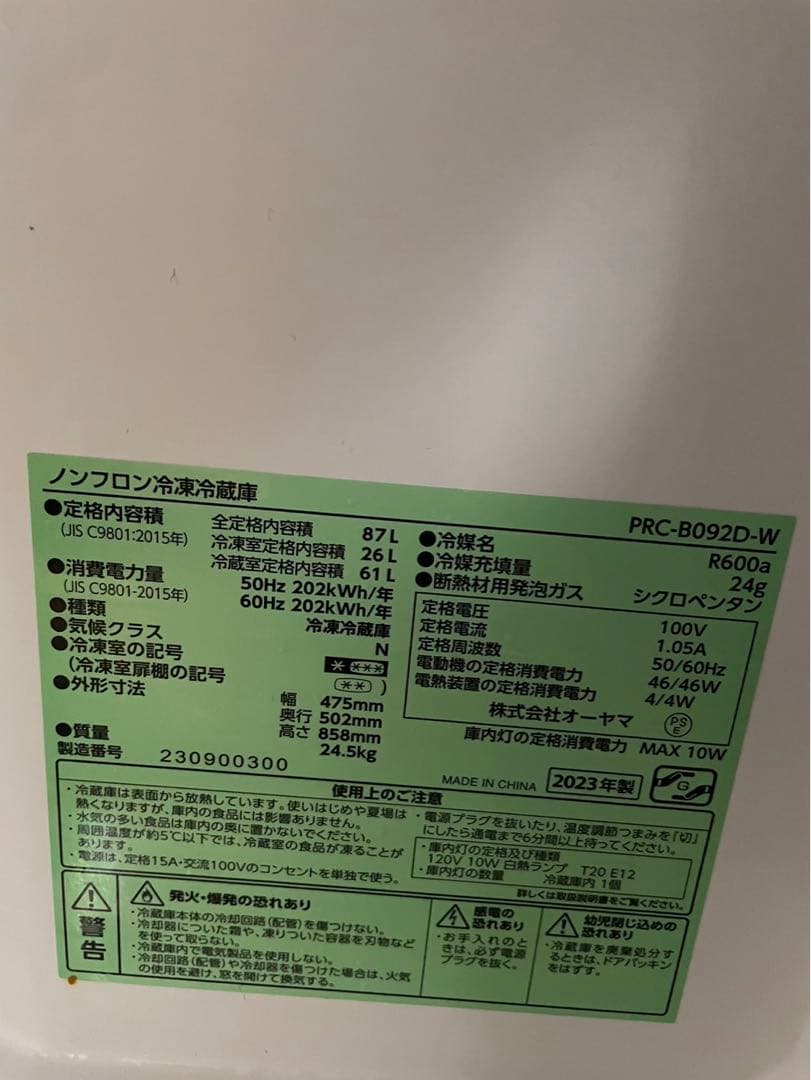 ノンフロン冷凍冷蔵庫
PRC-B092D-W
●定格内容積
(JIS C9801:2015年)
全定格内容積 87L
冷凍室定格内容積 26L
冷蔵室定格内容積 61L
●消費電力量
(JIS C9801-2015年)
50Hz 202kWh/年
60Hz 202kWh/年
●種類 冷凍冷蔵庫
●気候クラス N
●冷凍室の記号 * ***
(冷凍室扉棚の記号 ** )
●外形寸法
幅 475mm
奥行 502mm
高さ 858mm
●質量 24.5kg
製造番号 230900300
●冷媒名 R600a
●冷媒充填量 24g
●断熱材用発泡ガス シクロペンタン
定格電圧 100V
定格電流 1.05A
定格周波数 50/60Hz
電動機の定格消費電力 46/46W
電熱装置の定格消費電力 4/4W
株式会社オーヤマ PS E
庫内灯の定格消費電力 MAX 10W
MADE IN CHINA 2023年製 G
使用上のご注意
・冷蔵庫は表面から放熱しています。使いはじめや夏場は
熱くなりますが、庫内の食品には影響ありません。
・水気の多い食品は庫内の奥に置かないでください。
・周囲温度が約5℃以下では、冷蔵室の食品が凍ることが
あります。
・電源は、定格15A・交流100Vのコンセントを単独で使う。
・電源プラグを抜いたり、温度調節つまみを「切」
にしたら通電まで6分間以上待ってください。
・庫内灯の定格及び種類
120V 10W 白熱ランプ T20 E12
・庫内灯の数量 冷蔵庫内 1個
詳しくは取扱説明書をご覧ください。
警告
発火・爆発の恐れあり
・冷蔵庫本体の冷却回路(配管)を傷つけない。
・冷却器についた霜や、凍りついた容器を刃物など
を使って取らない。
・冷蔵庫内で電気製品を使用しない。
・冷却回路(配管)や冷却器を傷つけた場合は、火気
の使用を避け、窓を開けて換気する。
感電の
恐れあり
・お手入れのと
きは、必ず電源
プラグを抜く。
幼児閉じ込めの
恐れあり
・冷蔵庫を廃棄処分す
るときは、ドアパッキン
をはずす。